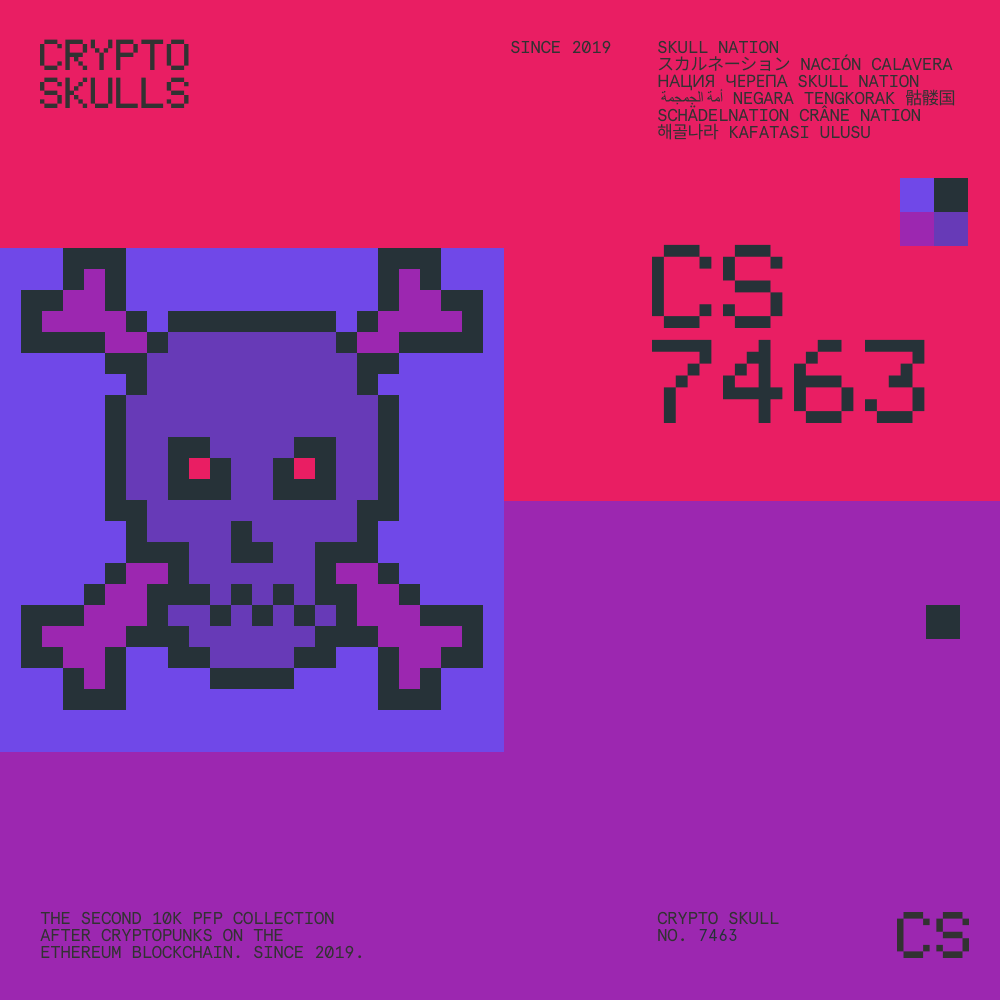 CRYPTO
SKULLS
SINCE 2019
SKULL NATION
スカルネーション NACIÓN CALAVERA
НАЦИЯ ЧЕРЕПА SKULL NATION
أمة الجمجمة NEGARA TENGKORAK 骷髅国
SCHÄDELNATION CRÂNE NATION
해골나라 KAFATASI ULUSU
CS
7463
THE SECOND 10K PFP COLLECTION
AFTER CRYPTOPUNKS ON THE
ETHEREUM BLOCKCHAIN. SINCE 2019.
CRYPTO SKULL
NO. 7463
CS